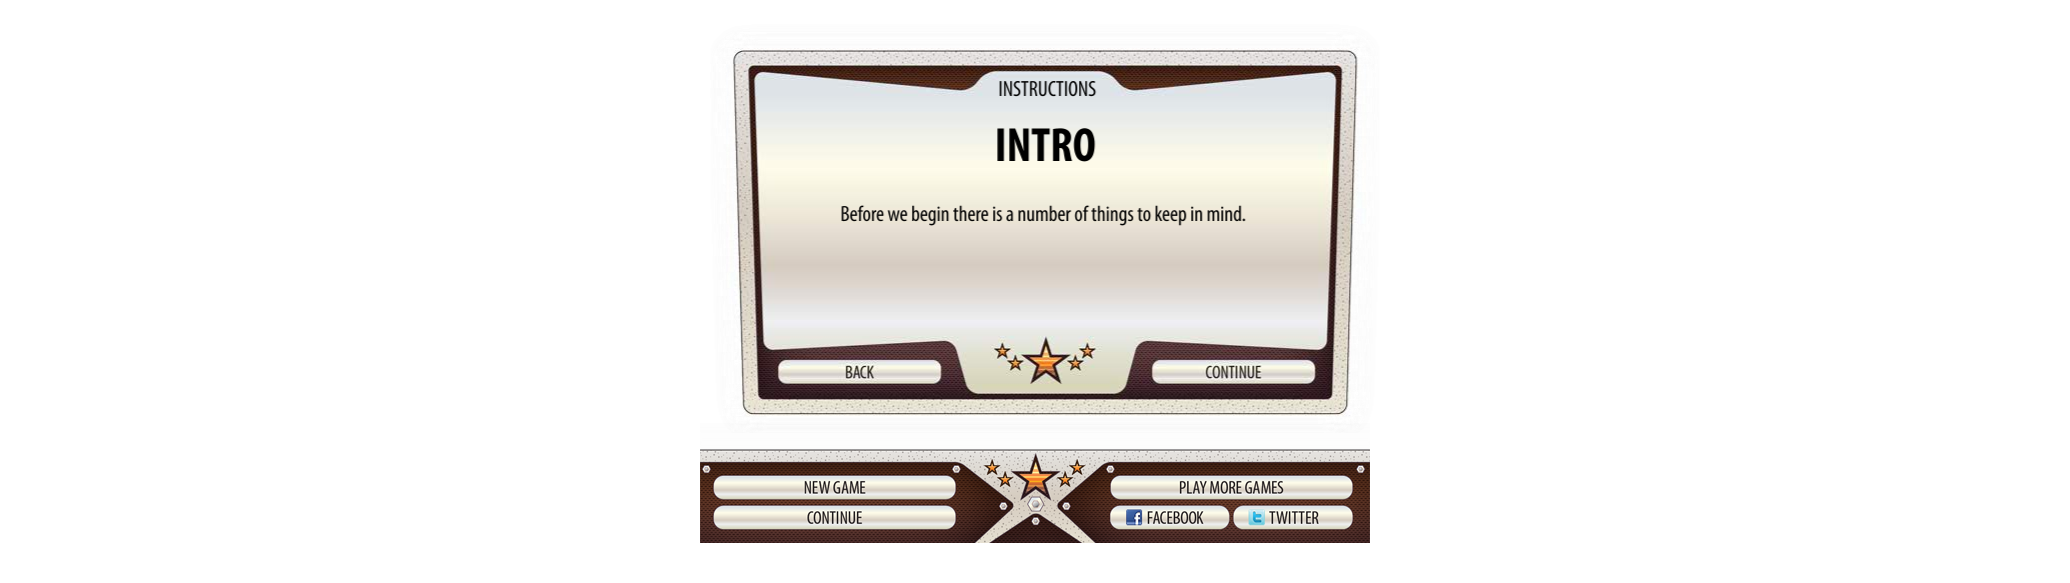 INSTRUCTIONS
INTRO
Before we begin there is a number of things to keep in mind.
BACK
CONTINUE
NEW GAME
PLAY MORE GAMES
CONTINUE
FACEBOOK
TWITTER